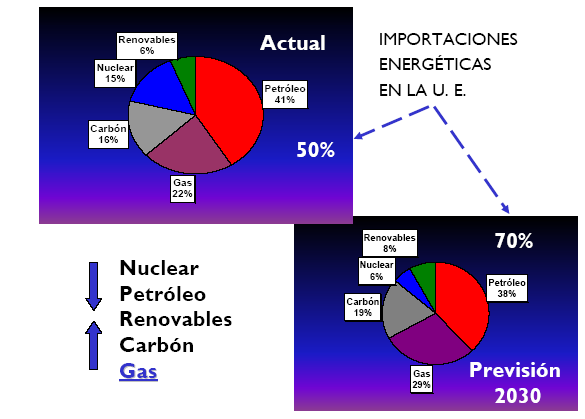 Actual
Renovables
6%
Nuclear
15%
Petróleo
41%
Carbón
16%
Gas
22%
50%
IMPORTACIONES
ENERGÉTICAS
EN LA U. E.
70%
Renovables
8%
Nuclear
6%
Petróleo
38%
Carbón
19%
Gas
29%
Previsión
2030
Nuclear
Petróleo
Renovables
Carbón
Gas